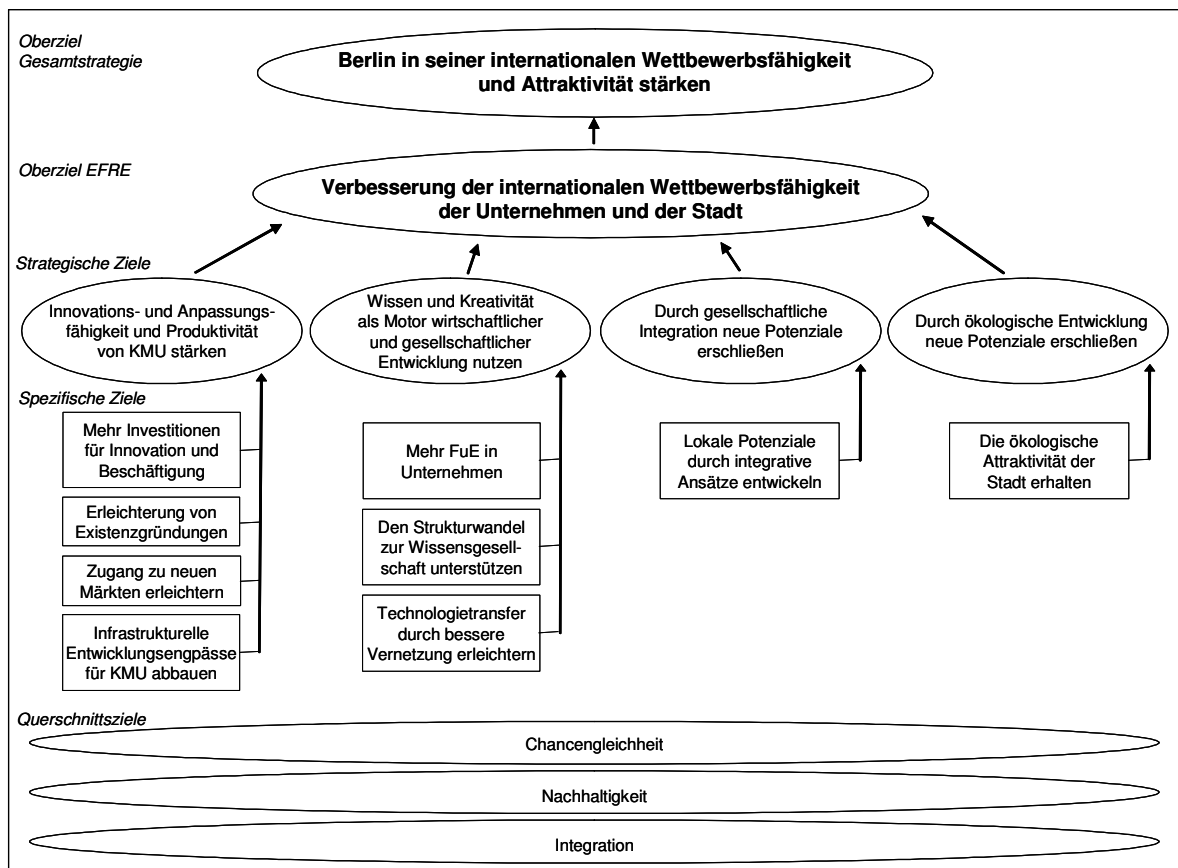 Oberziel
Gesamtstrategie
Berlin in seiner internationalen Wettbewerbsfähigkeit
und Attraktivität stärken
Oberziel EFRE
Verbesserung der internationalen Wettbewerbsfähigkeit
der Unternehmen und der Stadt
Strategische Ziele
Innovations- und Anpassungs-
fähigkeit und Produktivität
von KMU stärken
Wissen und Kreativität
als Motor wirtschaftlicher
und gesellschaftlicher
Entwicklung nutzen
Durch gesellschaftliche
Integration neue Potenziale
erschließen
Durch ökologische Entwicklung
neue Potenziale erschließen
Spezifische Ziele
Mehr Investitionen
für Innovation und
Beschäftigung
Erleichterung von
Existenzgründungen
Zugang zu neuen
Märkten erleichtern
Infrastrukturelle
Entwicklungsengpässe
für KMU abbauen
Mehr FuE in
Unternehmen
Den Strukturwandel
zur Wissensgesell-
schaft unterstützen
Technologietransfer
durch bessere
Vernetzung erleichtern
Lokale Potenziale
durch integrative
Ansätze entwickeln
Die ökologische
Attraktivität der
Stadt erhalten
Querschnittsziele
Chancengleichheit
Nachhaltigkeit
Integration